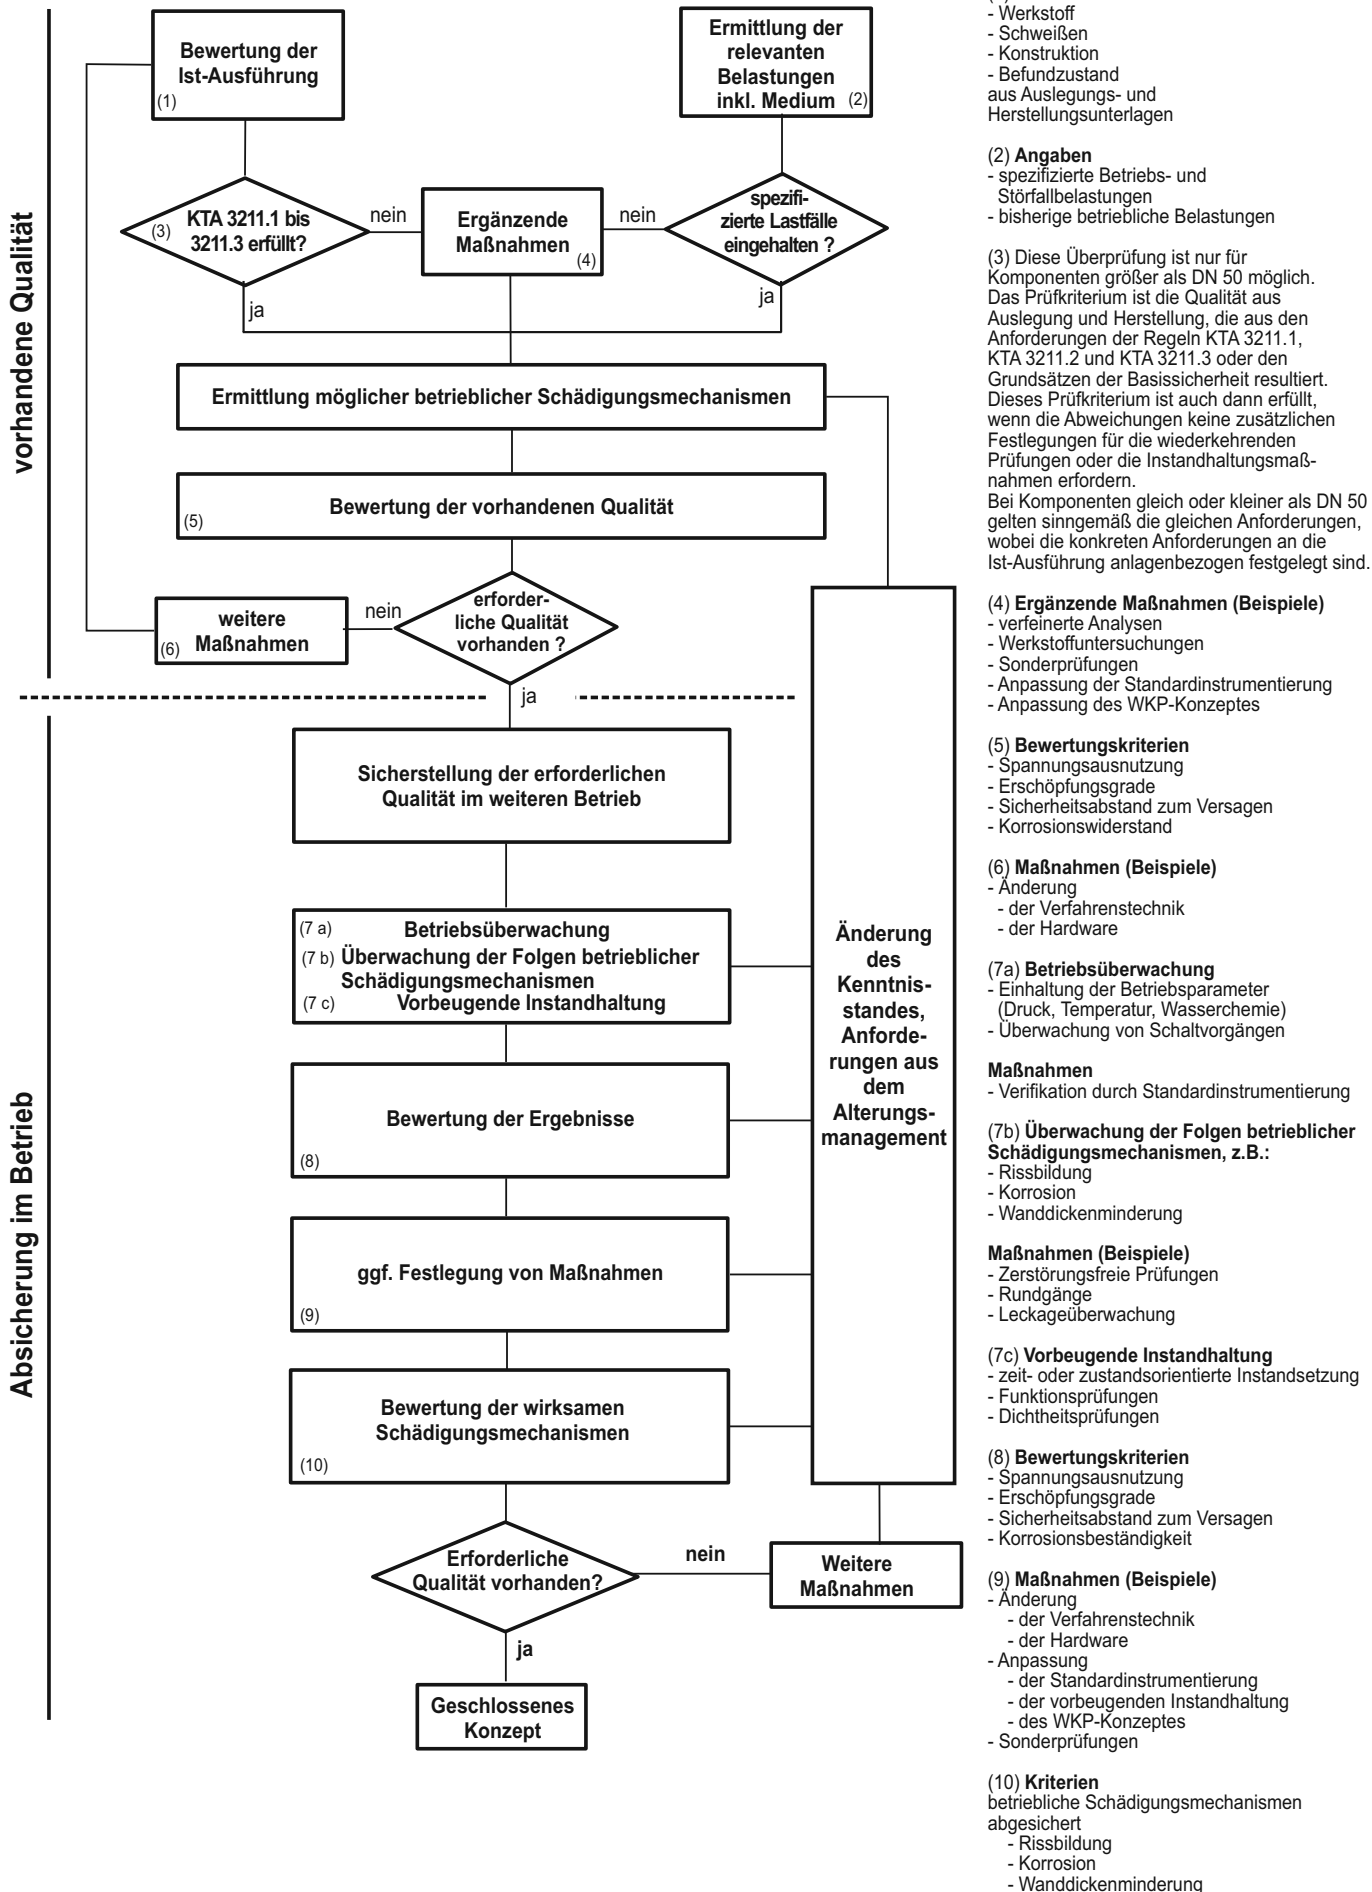 vorhandene Qualität
Bewertung der
Ist-Ausführung
(1)
Ermittlung der
relevanten
Belastungen
inkl. Medium (2)
(3) KTA 3211.1 bis
3211.3 erfüllt?
nein
Ergänzende
Maßnahmen
(4)
nein
spezifi-
zierte Lastfälle
eingehalten ?
ja
ja
Ermittlung möglicher betrieblicher Schädigungsmechanismen
Bewertung der vorhandenen Qualität
(5)
weitere
(6) Maßnahmen
nein
erforder-
liche Qualität
vorhanden ?
ja
Absicherung im Betrieb
Sicherstellung der erforderlichen
Qualität im weiteren Betrieb
(7 a) Betriebsüberwachung
(7 b) Überwachung der Folgen betrieblicher
Schädigungsmechanismen
(7 c) Vorbeugende Instandhaltung
Bewertung der Ergebnisse
(8)
ggf. Festlegung von Maßnahmen
(9)
Bewertung der wirksamen
Schädigungsmechanismen
(10)
Änderung
des
Kenntnis-
standes,
Anforde-
rungen aus
dem
Alterungs-
management
Erforderliche
Qualität vorhanden?
nein
Weitere
Maßnahmen
ja
Geschlossenes
Konzept
- Werkstoff
- Schweißen
- Konstruktion
- Befundzustand
aus Auslegungs- und
Herstellungsunterlagen
(2) Angaben
- spezifizierte Betriebs- und
Störfallbelastungen
- bisherige betriebliche Belastungen
(3) Diese Überprüfung ist nur für
Komponenten größer als DN 50 möglich.
Das Prüfkriterium ist die Qualität aus
Auslegung und Herstellung, die aus den
Anforderungen der Regeln KTA 3211.1,
KTA 3211.2 und KTA 3211.3 oder den
Grundsätzen der Basissicherheit resultiert.
Dieses Prüfkriterium ist auch dann erfüllt,
wenn die Abweichungen keine zusätzlichen
Festlegungen für die wiederkehrenden
Prüfungen oder die Instandhaltungsmaß-
nahmen erfordern.
Bei Komponenten gleich oder kleiner als DN 50
gelten sinngemäß die gleichen Anforderungen,
wobei die konkreten Anforderungen an die
Ist-Ausführung anlagenbezogen festgelegt sind.
(4) Ergänzende Maßnahmen (Beispiele)
- verfeinerte Analysen
- Werkstoffuntersuchungen
- Sonderprüfungen
- Anpassung der Standardinstrumentierung
- Anpassung des WKP-Konzeptes
(5) Bewertungskriterien
- Spannungsausnutzung
- Erschöpfungsgrade
- Sicherheitsabstand zum Versagen
- Korrosionswiderstand
(6) Maßnahmen (Beispiele)
- Änderung
- der Verfahrenstechnik
- der Hardware
(7a) Betriebsüberwachung
- Einhaltung der Betriebsparameter
(Druck, Temperatur, Wasserchemie)
- Überwachung von Schaltvorgängen
Maßnahmen
- Verifikation durch Standardinstrumentierung
(7b) Überwachung der Folgen betrieblicher
Schädigungsmechanismen, z.B.:
- Rissbildung
- Korrosion
- Wanddickenminderung
Maßnahmen (Beispiele)
- Zerstörungsfreie Prüfungen
- Rundgänge
- Leckageüberwachung
(7c) Vorbeugende Instandhaltung
- zeit- oder zustandsorientierte Instandsetzung
- Funktionsprüfungen
- Dichtheitsprüfungen
(8) Bewertungskriterien
- Spannungsausnutzung
- Erschöpfungsgrade
- Sicherheitsabstand zum Versagen
- Korrosionsbeständigkeit
(9) Maßnahmen (Beispiele)
- Änderung
- der Verfahrenstechnik
- der Hardware
- Anpassung
- der Standardinstrumentierung
- der vorbeugenden Instandhaltung
- des WKP-Konzeptes
- Sonderprüfungen
(10) Kriterien
betriebliche Schädigungsmechanismen
abgesichert
- Rissbildung
- Korrosion
- Wanddickenminderung